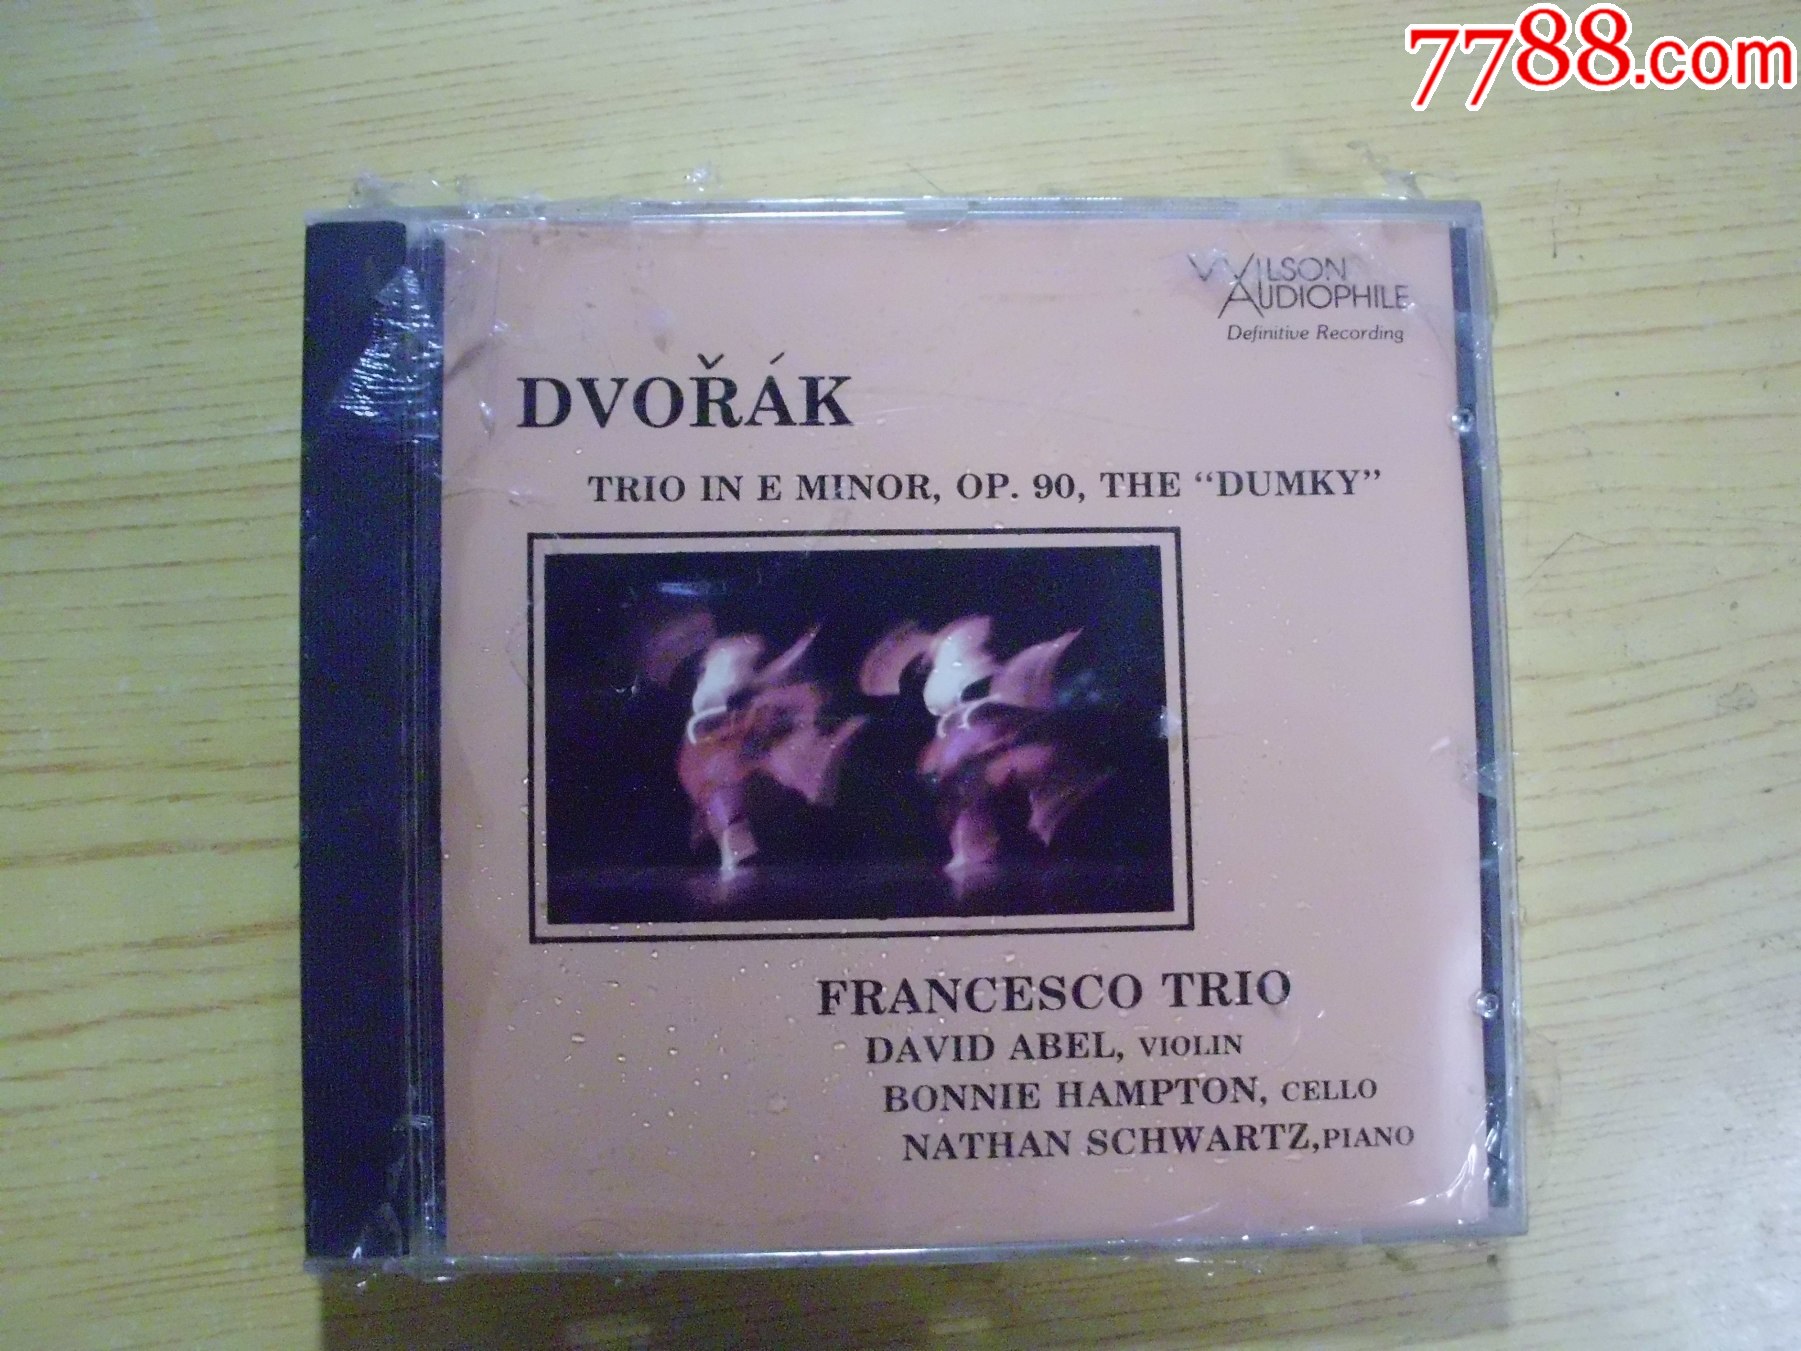 7788.com
WILSON
AUDIOPHILE
Definitive Recording
DVOŘÁK
TRIO IN E MINOR, OP. 90, THE “DUMKY”
FRANCESCO TRIO
DAVID ABEL, VIOLIN
BONNIE HAMPTON, CELLO
NATHAN SCHWARTZ,PIANO